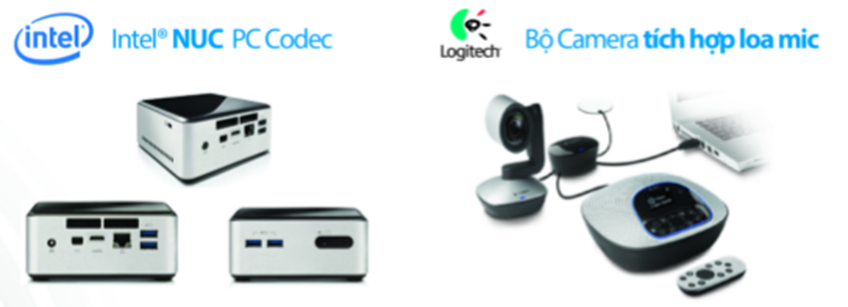 intel
Intel® NUC PC Codec
Logitech
Bộ Camera tích hợp loa mic